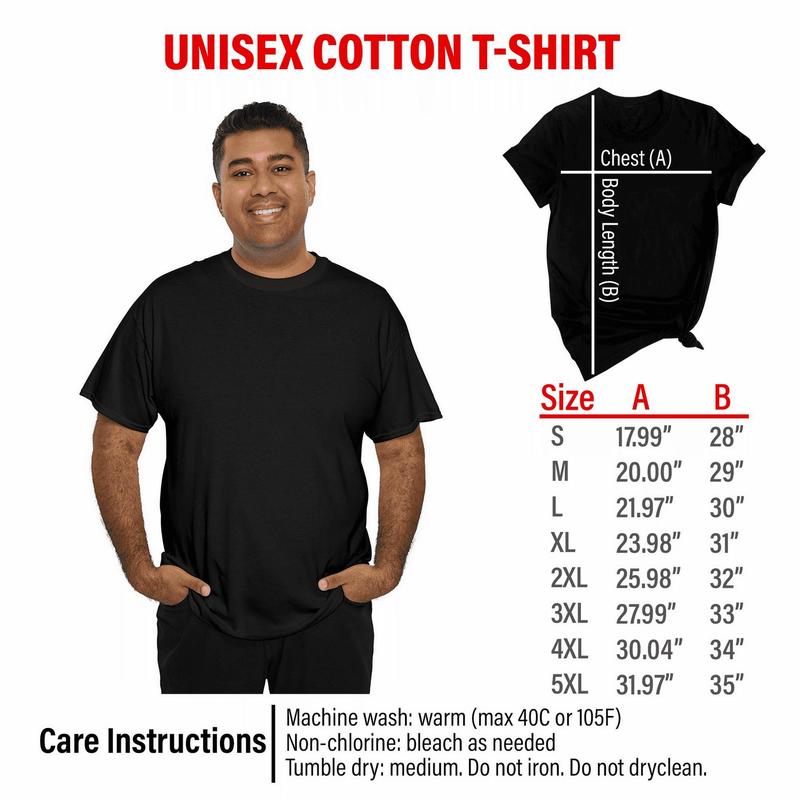 UNISEX COTTON T-SHIRT
Chest (A)
Body Length (B)
Size A B
S 17.99" 28"
M 20.00" 29"
L 21.97" 30"
XL 23.98" 31"
2XL 25.98" 32"
3XL 27.99" 33"
4XL 30.04" 34"
5XL 31.97" 35"
Care Instructions
Machine wash: warm (max 40C or 105F)
Non-chlorine: bleach as needed
Tumble dry: medium. Do not iron. Do not dryclean.